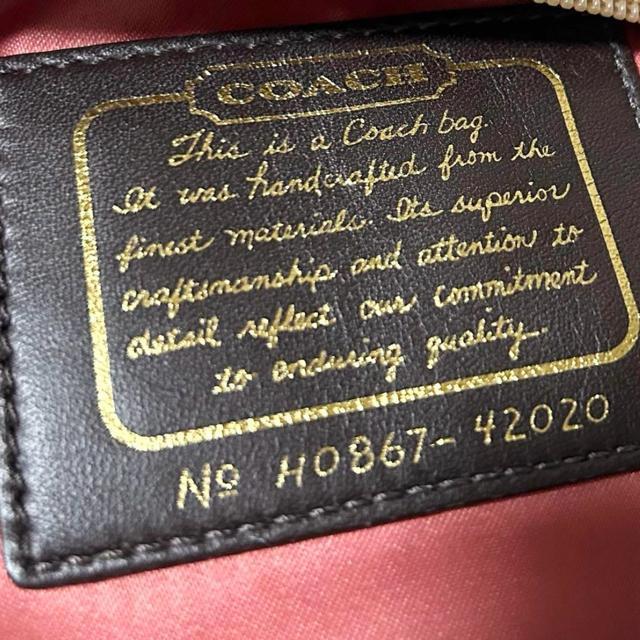 COACH
This is a Coach bag.
It was handcrafted from the
finest materials. Its superior
craftsmanship and attention to
detail reflect our commitment
to enduring quality.
Nº H0867-42020